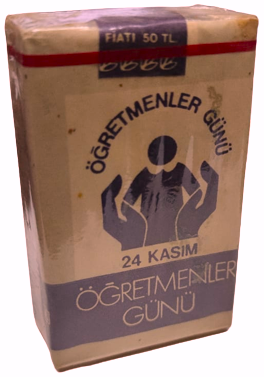 FİATI 50 TL.
ÖĞRETMENLER GÜNÜ
24 KASIM
ÖĞRETMENLER
GÜNÜ